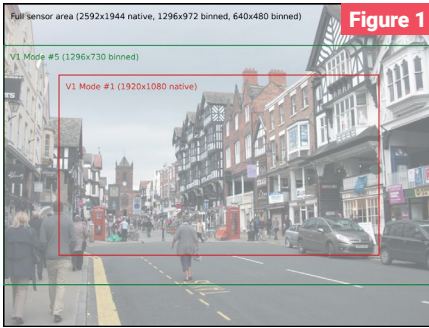 Figure 1
Full sensor area (2592x1944 native, 1296x972 binned, 640x480 binned)
V1 Mode #5 (1296x730 binned)
V1 Mode #1 (1920x1080 native)